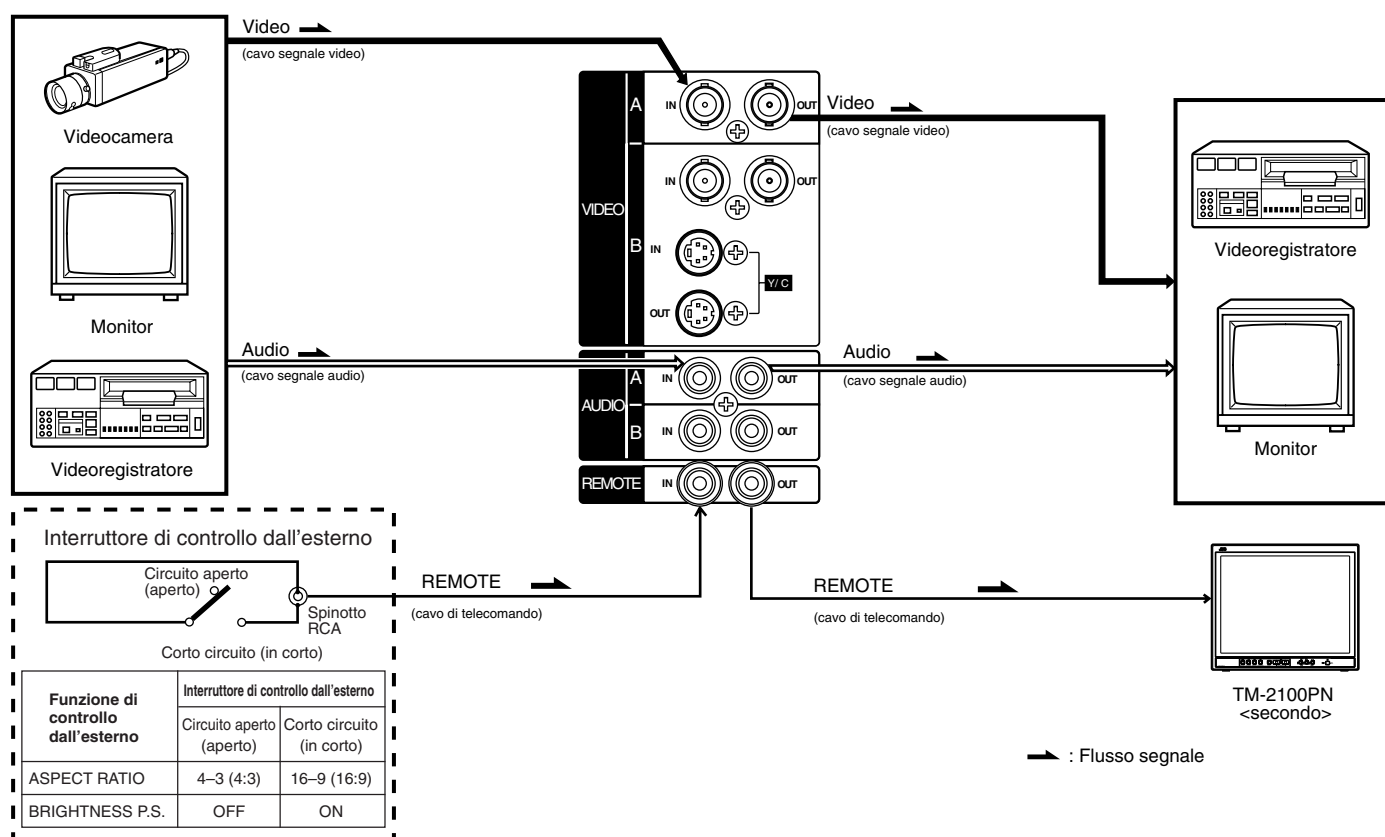 Video
(cavo segnale video)
Videocamera
Monitor
Audio
(cavo segnale audio)
Videoregistratore
VIDEO
A
IN
OUT
B
IN
OUT
IN
Y/ C
OUT
AUDIO
A
IN
OUT
B
IN
OUT
REMOTE
IN
OUT
Video
(cavo segnale video)
Videoregistratore
Audio
(cavo segnale audio)
Monitor
Interruttore di controllo dall'esterno
Circuito aperto
(aperto)
Spinotto
RCA
Corto circuito (in corto)
REMOTE
(cavo di telecomando)
REMOTE
(cavo di telecomando)
TM-2100PN
<secondo>
: Flusso segnale
Funzione di
controllo
dall'esterno
Interruttore di controllo dall'esterno
Circuito aperto
(aperto)
Corto circuito
(in corto)
ASPECT RATIO 4–3 (4:3) 16–9 (16:9)
BRIGHTNESS P.S. OFF ON